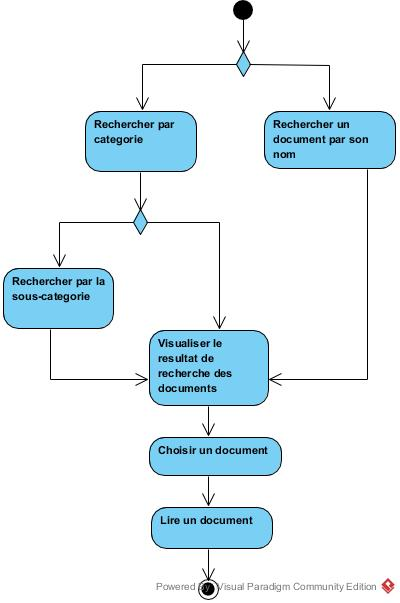 Rechercher par
categorie
Rechercher un
document par son
nom
Rechercher par la
sous-categorie
Visualiser le
resultat de
recherche des
documents
Choisir un document
Lire un document
Powered By Visual Paradigm Community Edition